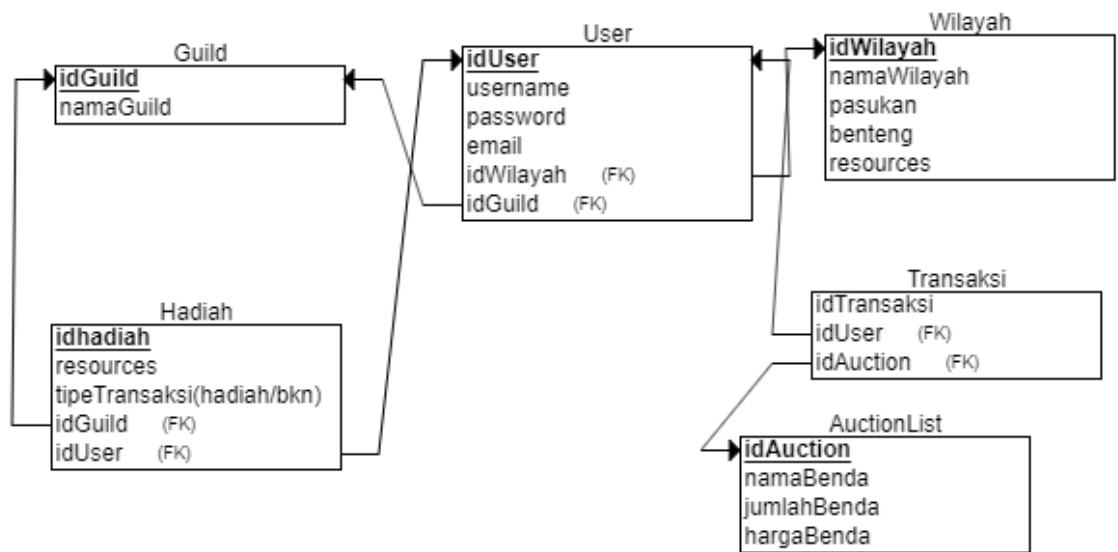 Guild
idGuild
namaGuild
User
idUser
username
password
email
idWilayah (FK)
idGuild (FK)
Wilayah
idWilayah
namaWilayah
pasukan
benteng
resources
Hadiah
idhadiah
resources
tipeTransaksi(hadiah/bkn)
idGuild (FK)
idUser (FK)
Transaksi
idTransaksi
idUser (FK)
idAuction (FK)
AuctionList
idAuction
namaBenda
jumlahBenda
hargaBenda